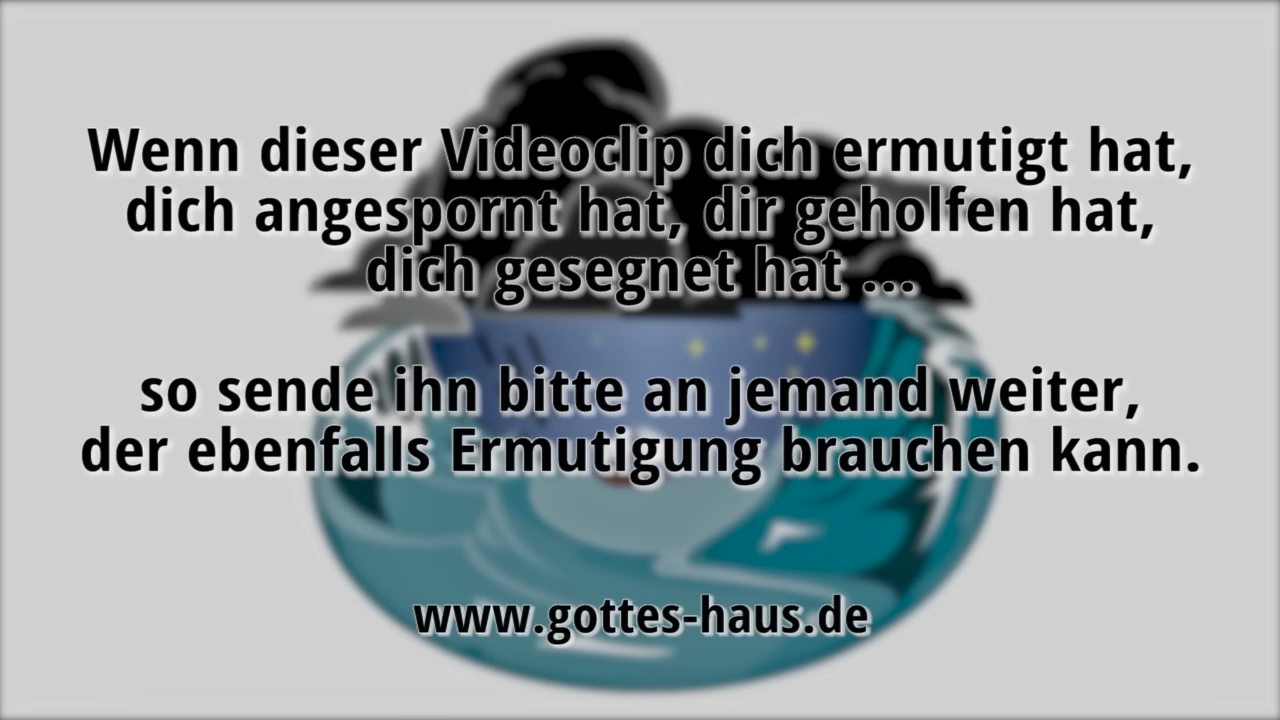 Wenn dieser Videoclip dich ermutigt hat,
dich angespornt hat, dir geholfen hat,
dich gesegnet hat ...
so sende ihn bitte an jemand weiter,
der ebenfalls Ermutigung brauchen kann.
www.gottes-haus.de